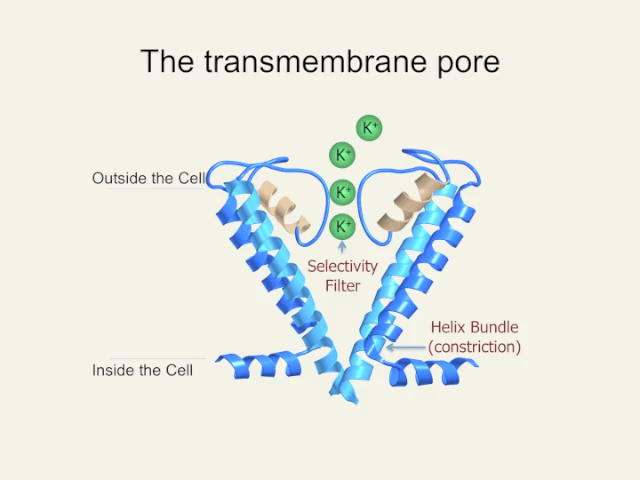 The transmembrane pore
K⁺
K⁺
Outside the Cell
K⁺
K⁺
Selectivity
Filter
Helix Bundle
(constriction)
Inside the Cell